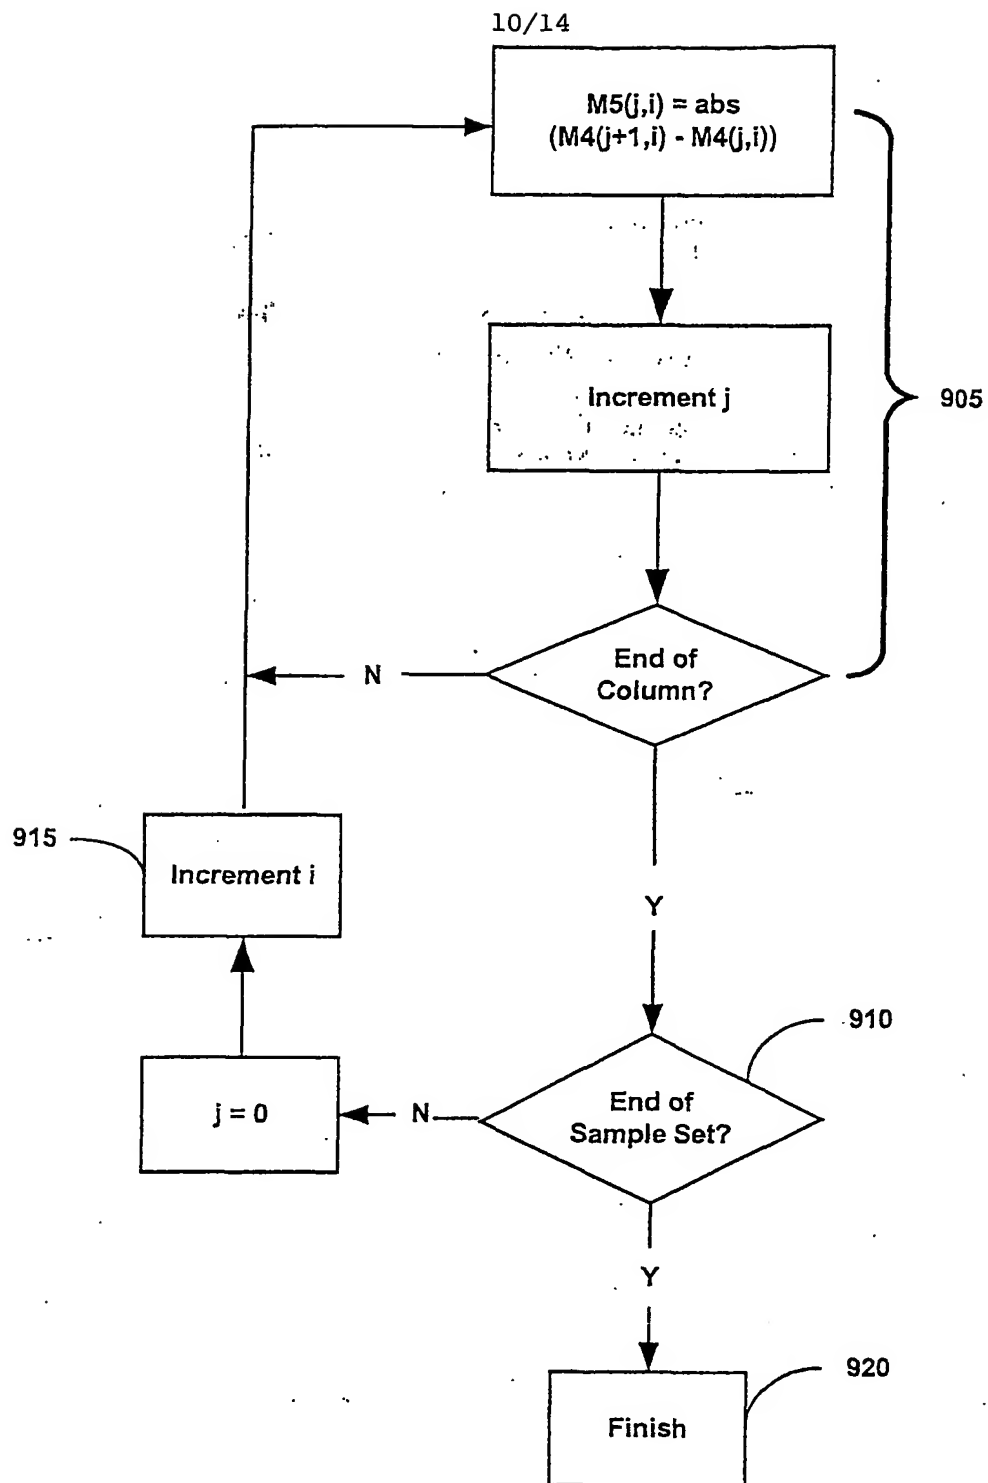 10/14
M5(j,i) = abs
(M4(j+1,i) - M4(j,i))
Increment j
905
End of
Column?
N
915
Increment i
Y
910
End of
Sample Set?
N
j = 0
Y
920
Finish